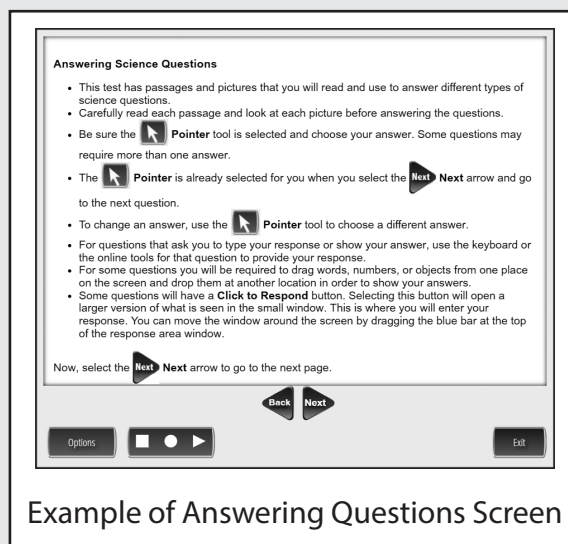 Answering Science Questions
• This test has passages and pictures that you will read and use to answer different types of
science questions.
• Carefully read each passage and look at each picture before answering the questions.
• Be sure the Pointer tool is selected and choose your answer. Some questions may
require more than one answer.
• The Pointer is already selected for you when you select the Next Next arrow and go
to the next question.
• To change an answer, use the Pointer tool to choose a different answer.
• For questions that ask you to type your response or show your answer, use the keyboard or
the online tools for that question to provide your response.
• For some questions you will be required to drag words, numbers, or objects from one place
on the screen and drop them at another location in order to show your answers.
• Some questions will have a Click to Respond button. Selecting this button will open a
larger version of what is seen in the small window. This is where you will enter your
response. You can move the window around the screen by dragging the blue bar at the top
of the response area window.
Now, select the Next Next arrow to go to the next page.
Back Next
Options
Exit
Example of Answering Questions Screen